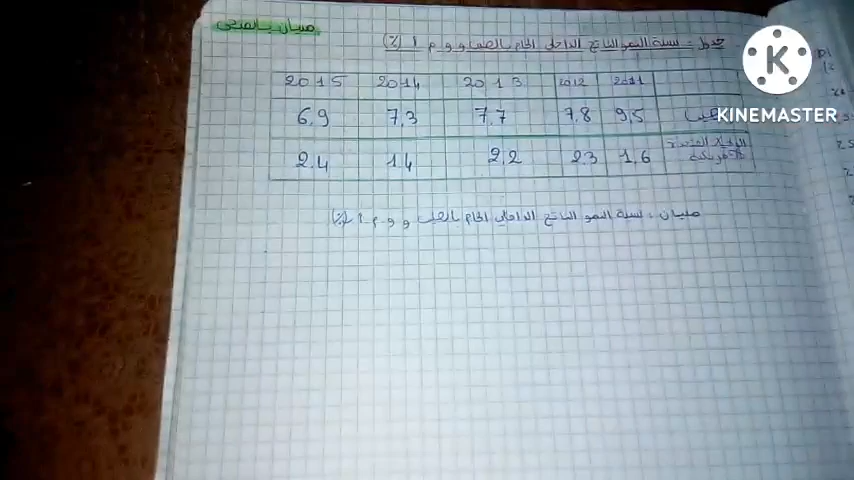 مبيان بالمنحنى
جدول : نسبة النمو الناتج الداخلي الخام بالصين و و م ا (%)
2011 2012 2013 2014 2015
الصين 9,5 7,8 7,7 7,3 6,9
الولايات المتحدة
الأمريكية 1,6 2,3 2,2 1,4 2,4
مبيان : نسبة النمو الناتج الداخلي الخام بالصين و و م ا (%)
K
KINEMASTER